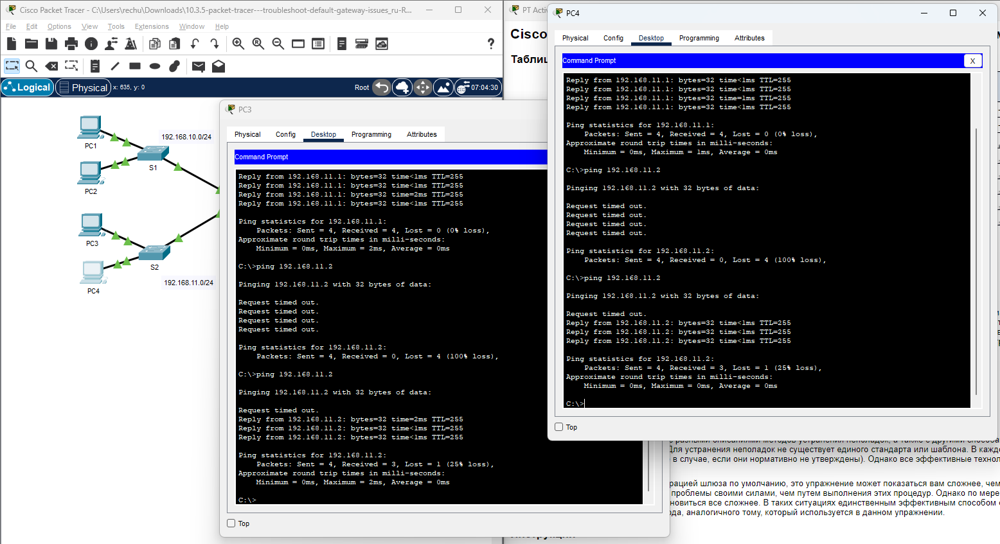 Cisco Packet Tracer - C:\Users\rechu\Downloads\10.3.5-packet-tracer---troubleshoot-default-gateway-issues_ru-R...
File Edit Options View Tools Extensions Window Help
Logical Physical x: 635, y: 0 Root 07:04:30
PC1
192.168.10.0/24
S1
PC2
PC3
S2
PC4
192.168.11.0/24
PC3
Physical Config Desktop Programming Attributes
Command Prompt
Reply from 192.168.11.1: bytes=32 time<1ms TTL=255
Reply from 192.168.11.1: bytes=32 time<1ms TTL=255
Reply from 192.168.11.1: bytes=32 time=2ms TTL=255
Reply from 192.168.11.1: bytes=32 time<1ms TTL=255
Ping statistics for 192.168.11.1:
Packets: Sent = 4, Received = 4, Lost = 0 (0% loss),
Approximate round trip times in milli-seconds:
Minimum = 0ms, Maximum = 2ms, Average = 0ms
C:\>ping 192.168.11.2
Pinging 192.168.11.2 with 32 bytes of data:
Request timed out.
Request timed out.
Request timed out.
Request timed out.
Ping statistics for 192.168.11.2:
Packets: Sent = 4, Received = 0, Lost = 4 (100% loss),
C:\>ping 192.168.11.2
Pinging 192.168.11.2 with 32 bytes of data:
Request timed out.
Reply from 192.168.11.2: bytes=32 time=2ms TTL=255
Reply from 192.168.11.2: bytes=32 time<1ms TTL=255
Reply from 192.168.11.2: bytes=32 time<1ms TTL=255
Ping statistics for 192.168.11.2:
Packets: Sent = 4, Received = 3, Lost = 1 (25% loss),
Approximate round trip times in milli-seconds:
Minimum = 0ms, Maximum = 2ms, Average = 0ms
C:\>
Top
PT Activ
Cisco
Таблиц
PC4
Physical Config Desktop Programming Attributes
Command Prompt X
Reply from 192.168.11.1: bytes=32 time<1ms TTL=255
Reply from 192.168.11.1: bytes=32 time<1ms TTL=255
Reply from 192.168.11.1: bytes=32 time=1ms TTL=255
Reply from 192.168.11.1: bytes=32 time<1ms TTL=255
Ping statistics for 192.168.11.1:
Packets: Sent = 4, Received = 4, Lost = 0 (0% loss),
Approximate round trip times in milli-seconds:
Minimum = 0ms, Maximum = 1ms, Average = 0ms
C:\>ping 192.168.11.2
Pinging 192.168.11.2 with 32 bytes of data:
Request timed out.
Request timed out.
Request timed out.
Request timed out.
Ping statistics for 192.168.11.2:
Packets: Sent = 4, Received = 0, Lost = 4 (100% loss),
C:\>ping 192.168.11.2
Pinging 192.168.11.2 with 32 bytes of data:
Request timed out.
Reply from 192.168.11.2: bytes=32 time<1ms TTL=255
Reply from 192.168.11.2: bytes=32 time<1ms TTL=255
Reply from 192.168.11.2: bytes=32 time<1ms TTL=255
Ping statistics for 192.168.11.2:
Packets: Sent = 4, Received = 3, Lost = 1 (25% loss),
Approximate round trip times in milli-seconds:
Minimum = 0ms, Maximum = 0ms, Average = 0ms
C:\>
Top
Для устранения неполадок не существует единого стандарта или шаблона. В кажд
в случае, если они нормативно не утверждены). Однако все эффективные технол
рацией шлюза по умолчанию, это упражнение может показаться вам сложнее, чем
проблемы своими силами, чем путем выполнения этих процедур. Однако по мере
новиться все сложнее. В таких ситуациях единственным эффективным способом
ода, аналогичного тому, который используется в данном упражнении.